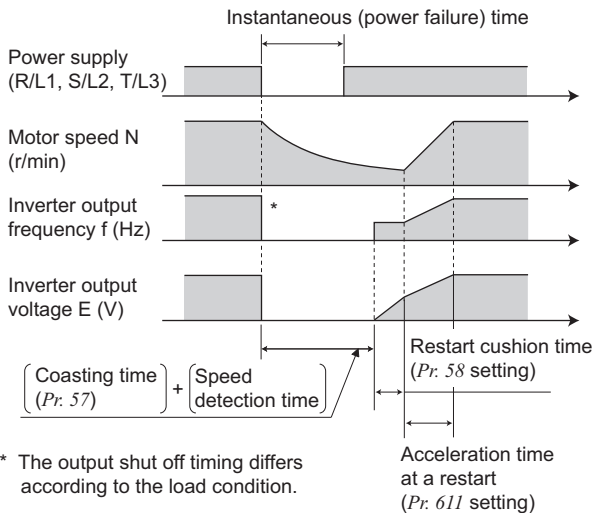 Instantaneous (power failure) time
Power supply
(R/L1, S/L2, T/L3)
Motor speed N
(r/min)
Inverter output
frequency f (Hz)
*
Inverter output
voltage E (V)
Coasting time
(Pr. 57)
+
Speed
detection time
Restart cushion time
(Pr. 58 setting)
* The output shut off timing differs
according to the load condition.
Acceleration time
at a restart
(Pr. 611 setting)